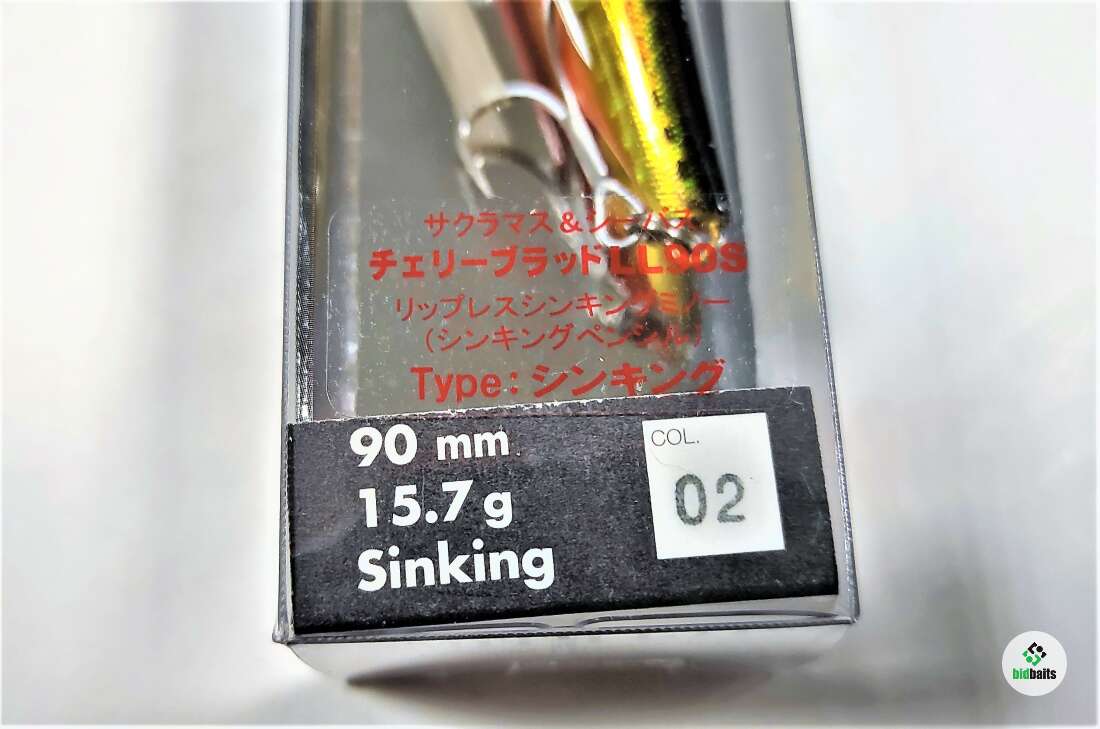 サクラマス&シーバス
チェリーブラッドLL90S
リップレスシンキングミノー
(シンキングペンシル)
Type:シンキング
90 mm
15.7 g
Sinking
COL.
02
bidbaits